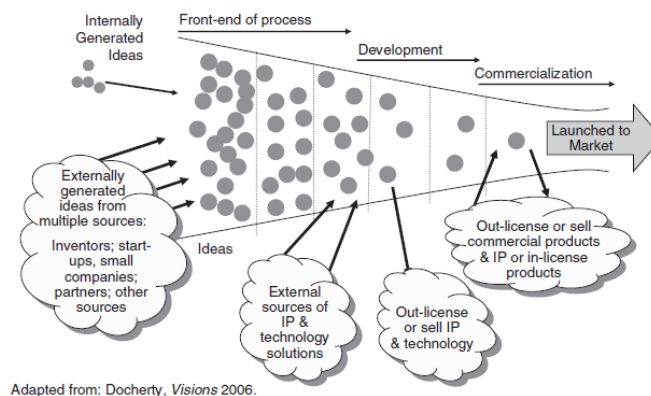 Internally
Generated
Ideas
Front-end of process
Development
Commercialization
Launched to
Market
Externally
generated ideas
from multiple
sources:
Inventors; start-
ups, small
companies;
partners; other
sources
Ideas
External
sources of
IP &
technology
solutions
Out-license
or sell IP
& technology
Out-license or sell
commercial products
& IP or in-license
products
Adapted from: Docherty, Visions 2006.